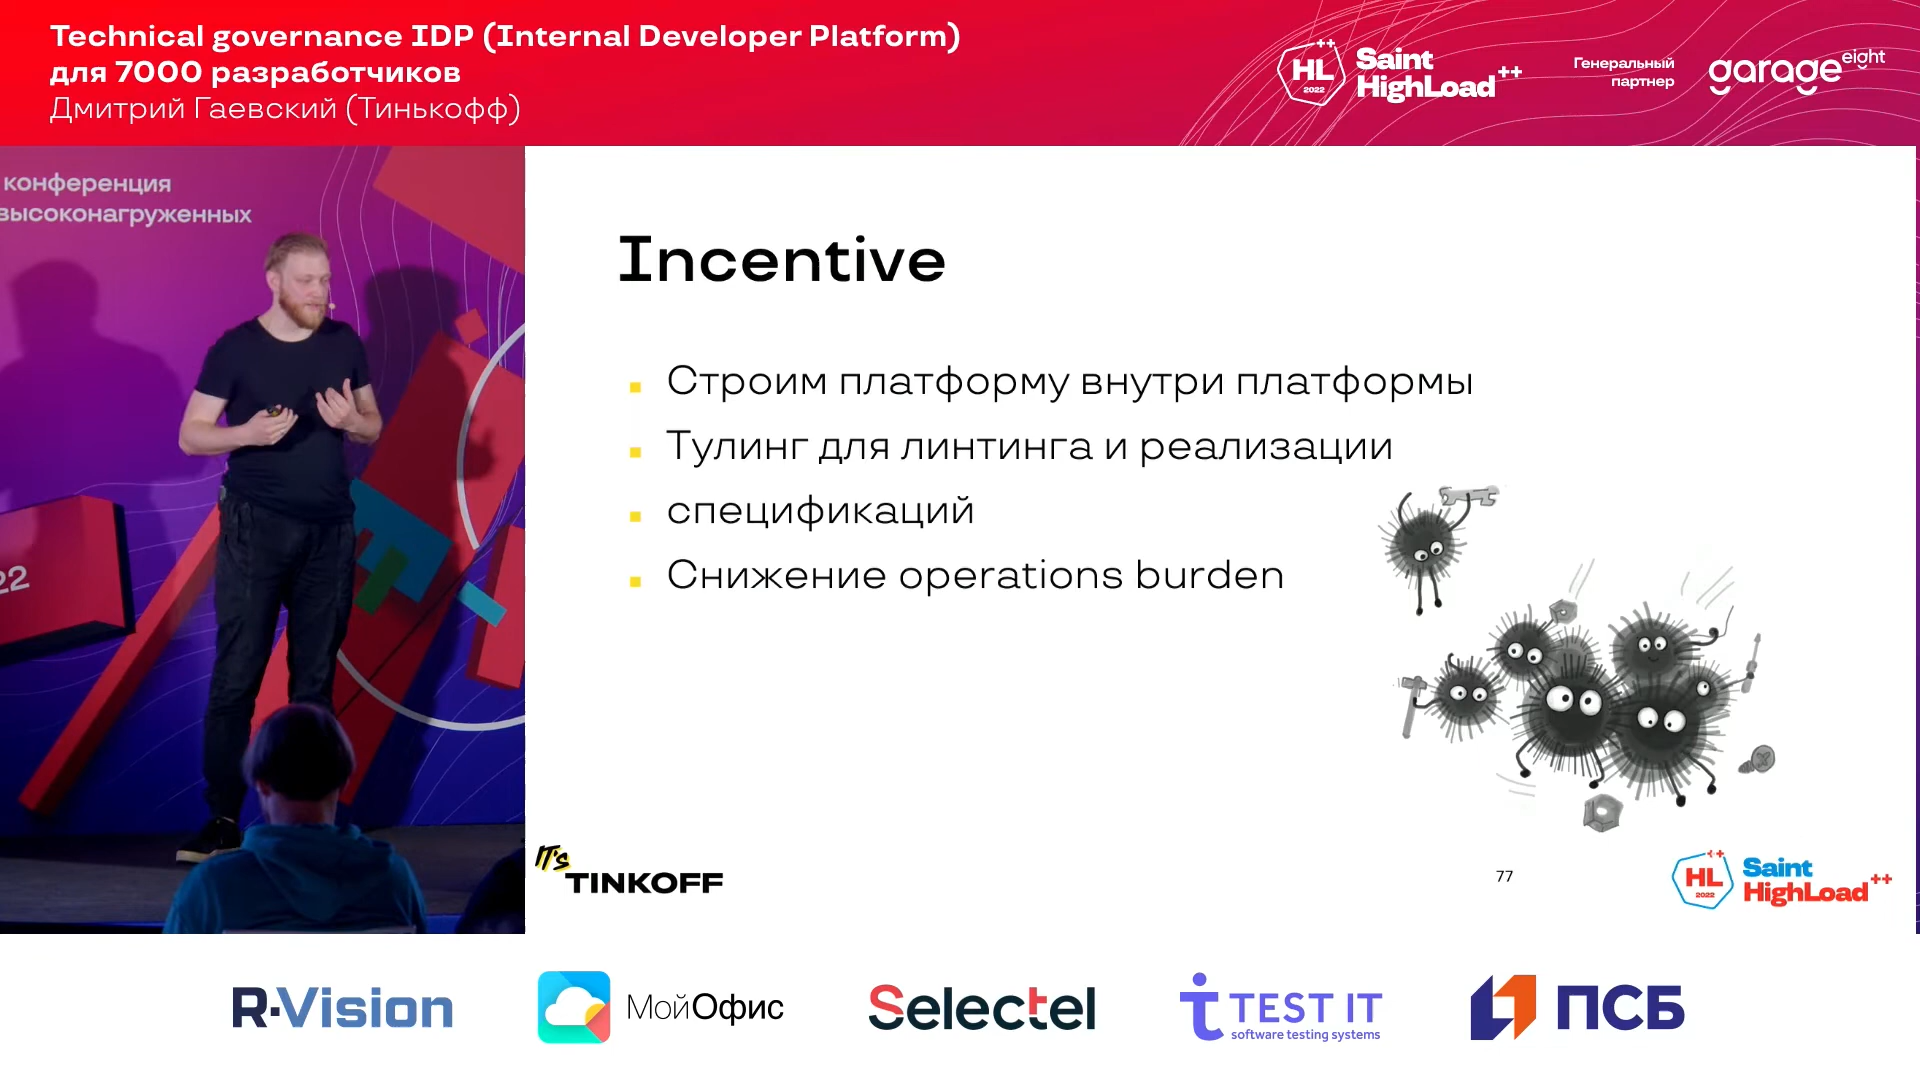 Technical governance IDP (Internal Developer Platform)
для 7000 разработчиков
Дмитрий Гаевский (Тинькофф)
HL
2022
Saint
HighLoad++
Генеральный
партнер
garage eight
конференция
высоконагруженных
22
Incentive
Строим платформу внутри платформы
Тулинг для линтинга и реализации
спецификаций
Снижение operations burden
IT'S
TINKOFF
77
HL
2022
Saint
HighLoad++
R·Vision
МойОфис
Selectel
TEST IT
software testing systems
ПСБ